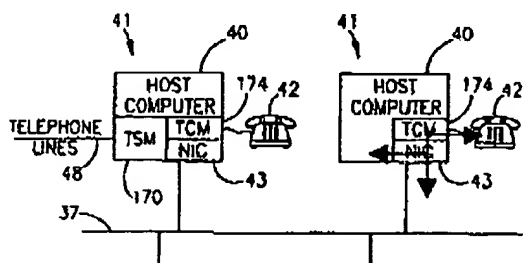 41
40
HOST
COMPUTER
174
42
TSM
TCM
NIC
TELEPHONE
LINES
48
170
43
37
41
40
HOST
COMPUTER
174
42
TCM
NIC
43